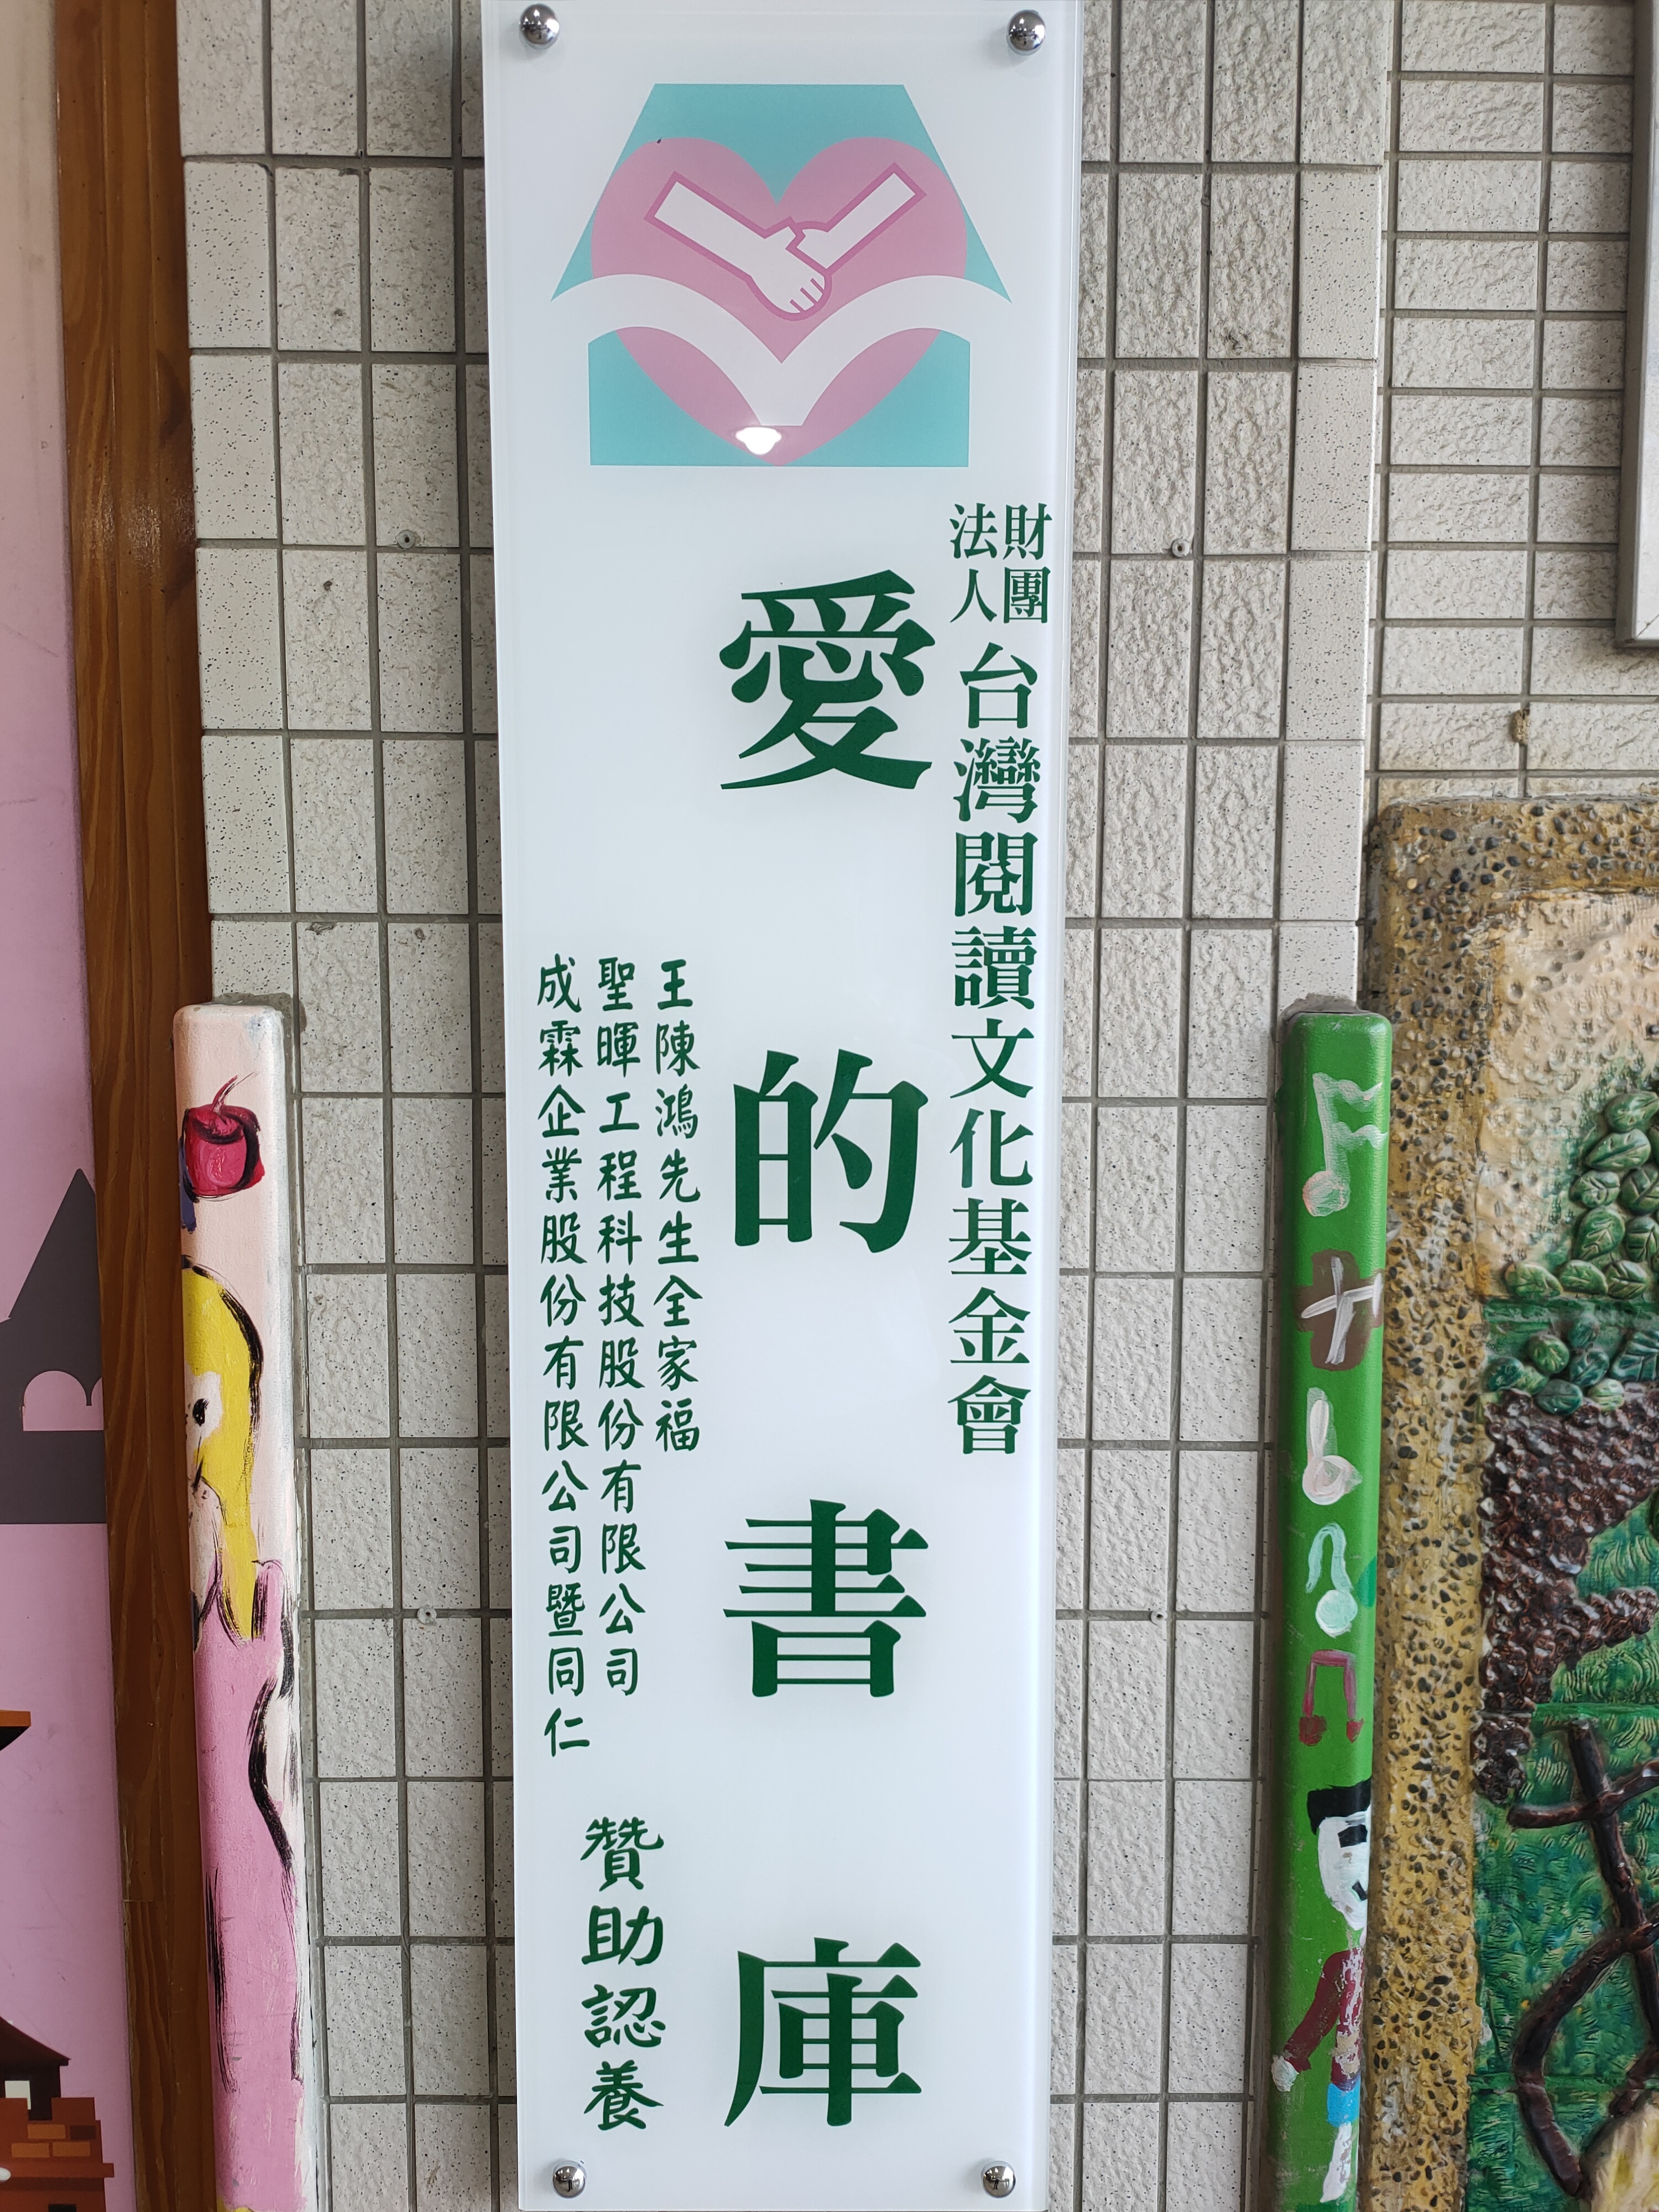 財團法人台灣閱讀文化基金會
愛的書庫
王陳鴻先生全家福
聖暉工程科技股份有限公司
成霖企業股份有限公司暨同仁
贊助認養